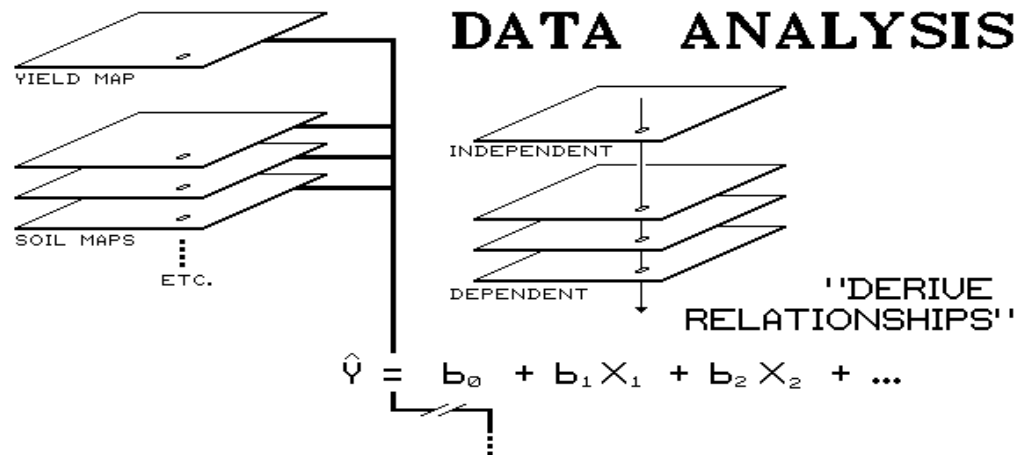 DATA ANALYSIS
YIELD MAP
INDEPENDENT
SOIL MAPS
ETC.
DEPENDENT
"DERIVE
RELATIONSHIPS"
Ŷ = b₀ + b₁X₁ + b₂X₂ + ...